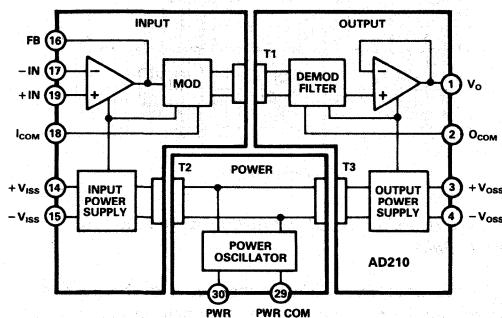 INPUT
OUTPUT
FB 16
T1
−IN 17
+IN 19
MOD
DEMOD
FILTER
1 VO
ICOM 18
2 OCOM
T2
POWER
T3
+VISS 14
−VISS 15
INPUT
POWER
SUPPLY
OUTPUT
POWER
SUPPLY
3 +VOSS
4 −VOSS
POWER
OSCILLATOR
AD210
30
29
PWR
PWR COM
− +
− +